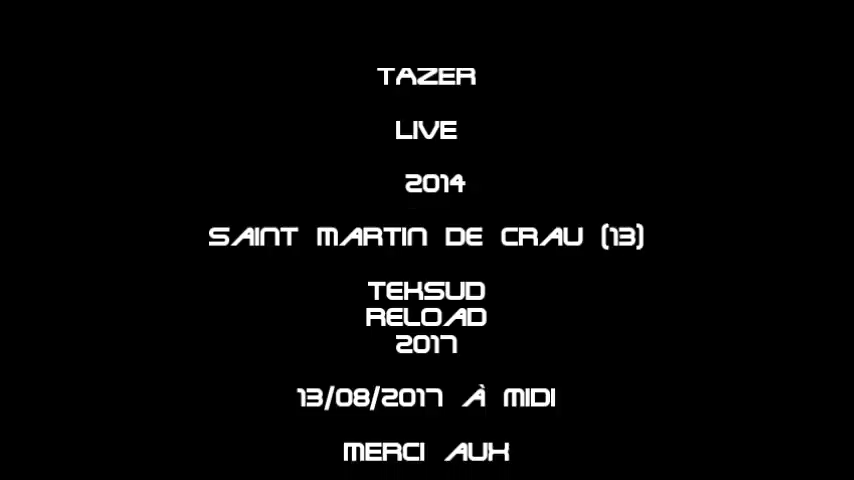 TAZER
LIVE
2014
SAINT MARTIN DE CRAU (13)
TEKSUD
RELOAD
2017
13/08/2017 À MIDI
MERCI AUX